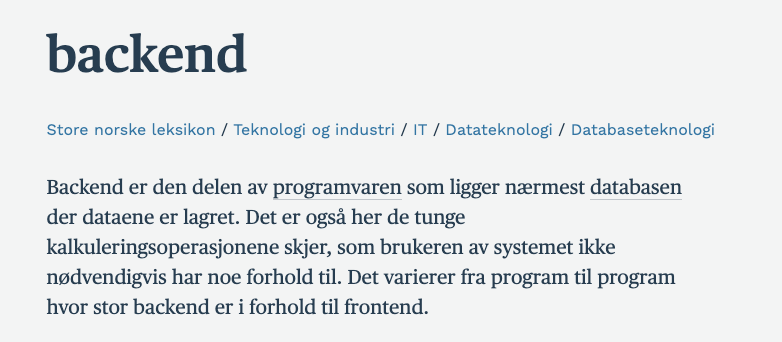 backend
Store norske leksikon / Teknologi og industri / IT / Datateknologi / Databaseteknologi
Backend er den delen av programvaren som ligger nærmest databasen
der dataene er lagret. Det er også her de tunge
kalkuleringsoperasjonene skjer, som brukeren av systemet ikke
nødvendigvis har noe forhold til. Det varierer fra program til program
hvor stor backend er i forhold til frontend.